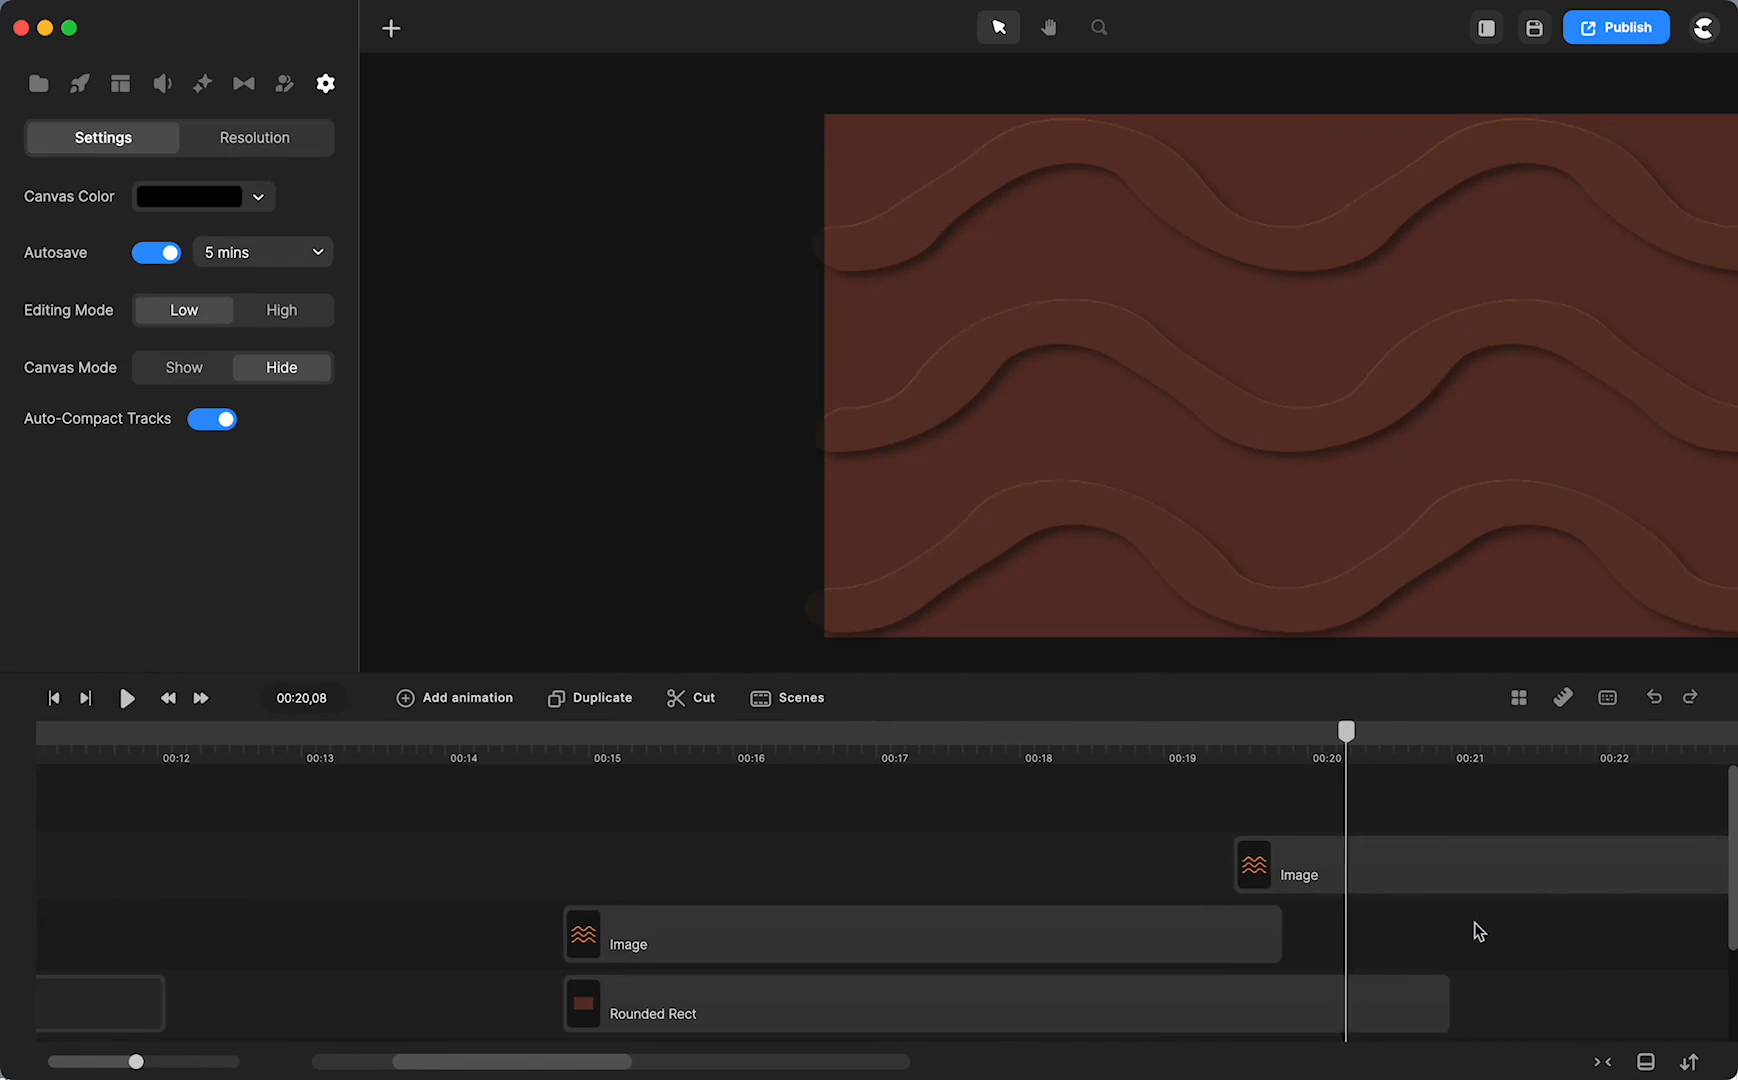 Publish
Settings
Resolution
Canvas Color
Autosave
5 mins
Editing Mode
Low
High
Canvas Mode
Show
Hide
Auto-Compact Tracks
00:20,08
Add animation
Duplicate
Cut
Scenes
00:12
00:13
00:14
00:15
00:16
00:17
00:18
00:19
00:20
00:21
00:22
Image
Image
Rounded Rect